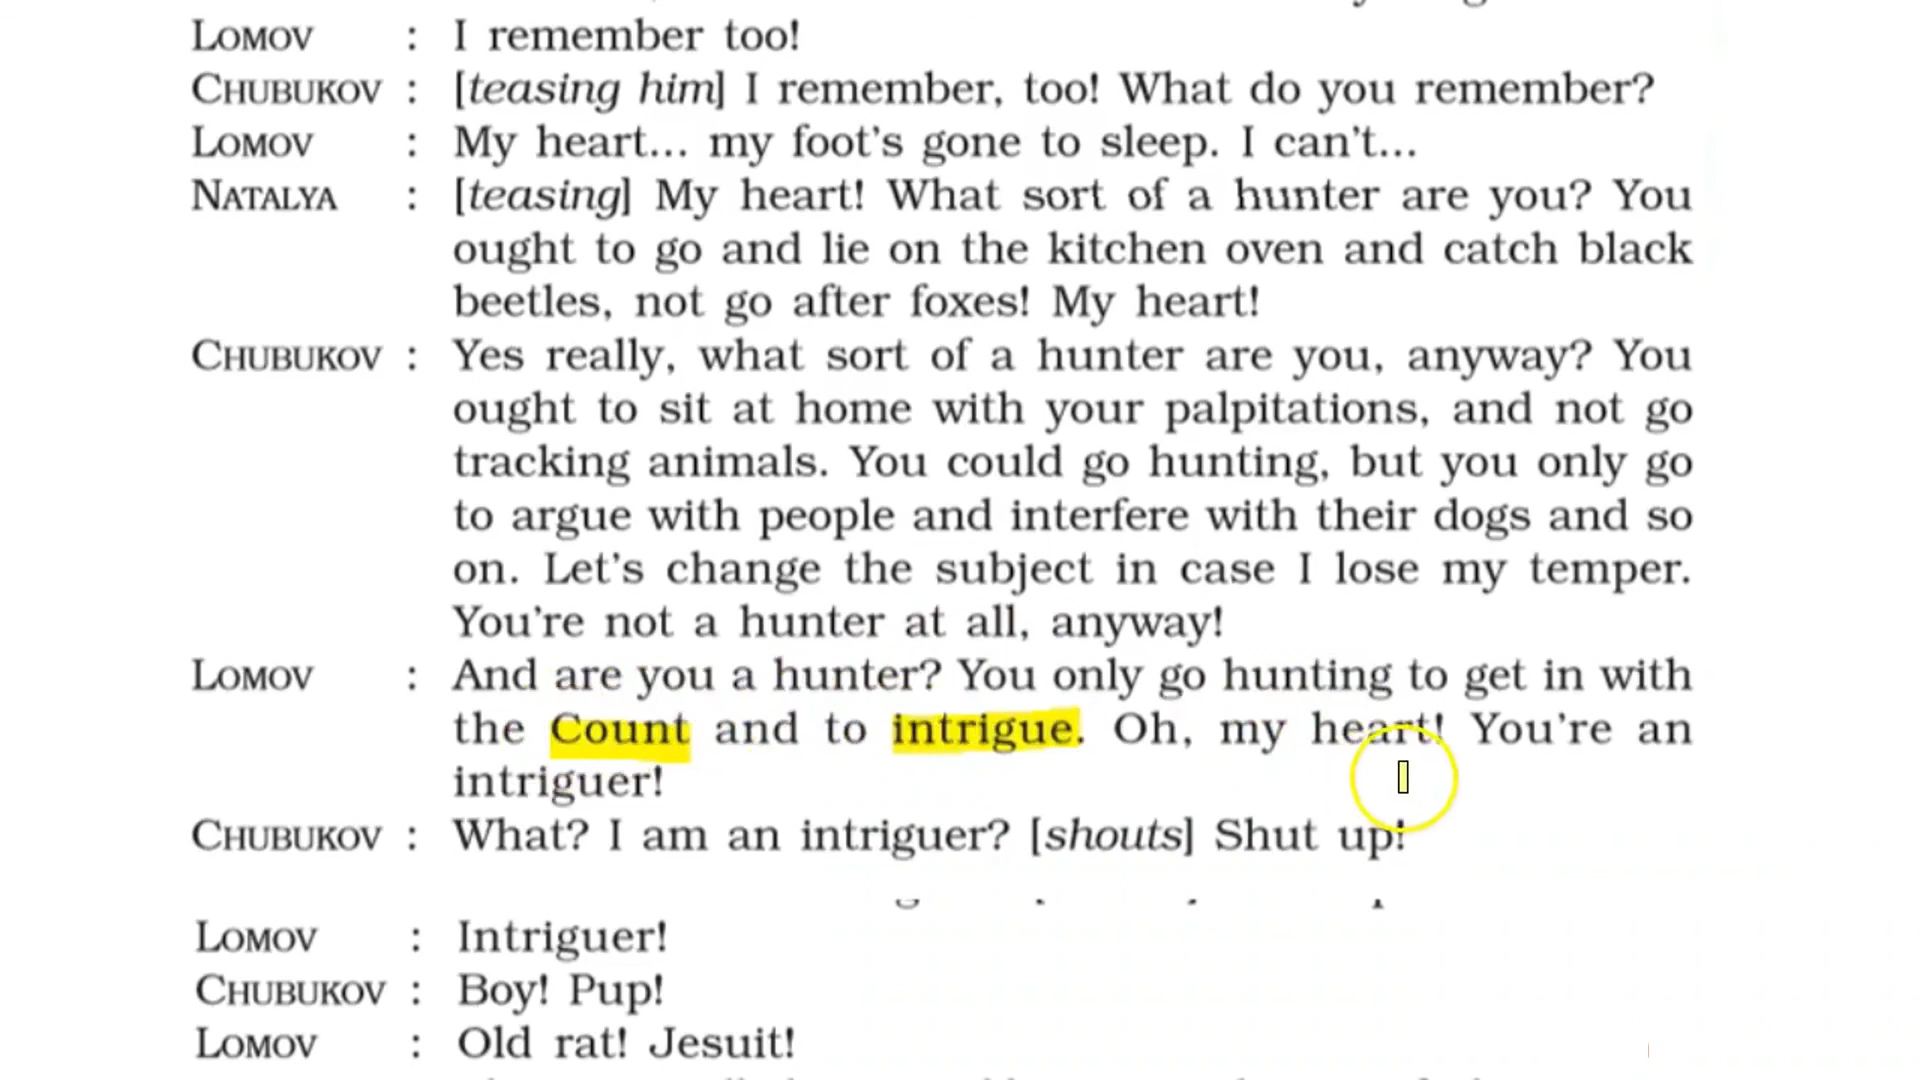 LOMOV : I remember too!
CHUBUKOV : [teasing him] I remember, too! What do you remember?
LOMOV : My heart... my foot's gone to sleep. I can't...
NATALYA : [teasing] My heart! What sort of a hunter are you? You
ought to go and lie on the kitchen oven and catch black
beetles, not go after foxes! My heart!
CHUBUKOV : Yes really, what sort of a hunter are you, anyway? You
ought to sit at home with your palpitations, and not go
tracking animals. You could go hunting, but you only go
to argue with people and interfere with their dogs and so
on. Let's change the subject in case I lose my temper.
You're not a hunter at all, anyway!
LOMOV : And are you a hunter? You only go hunting to get in with
the Count and to intrigue. Oh, my heart! You're an
intriguer!
CHUBUKOV : What? I am an intriguer? [shouts] Shut up!
LOMOV : Intriguer!
CHUBUKOV : Boy! Pup!
LOMOV : Old rat! Jesuit!